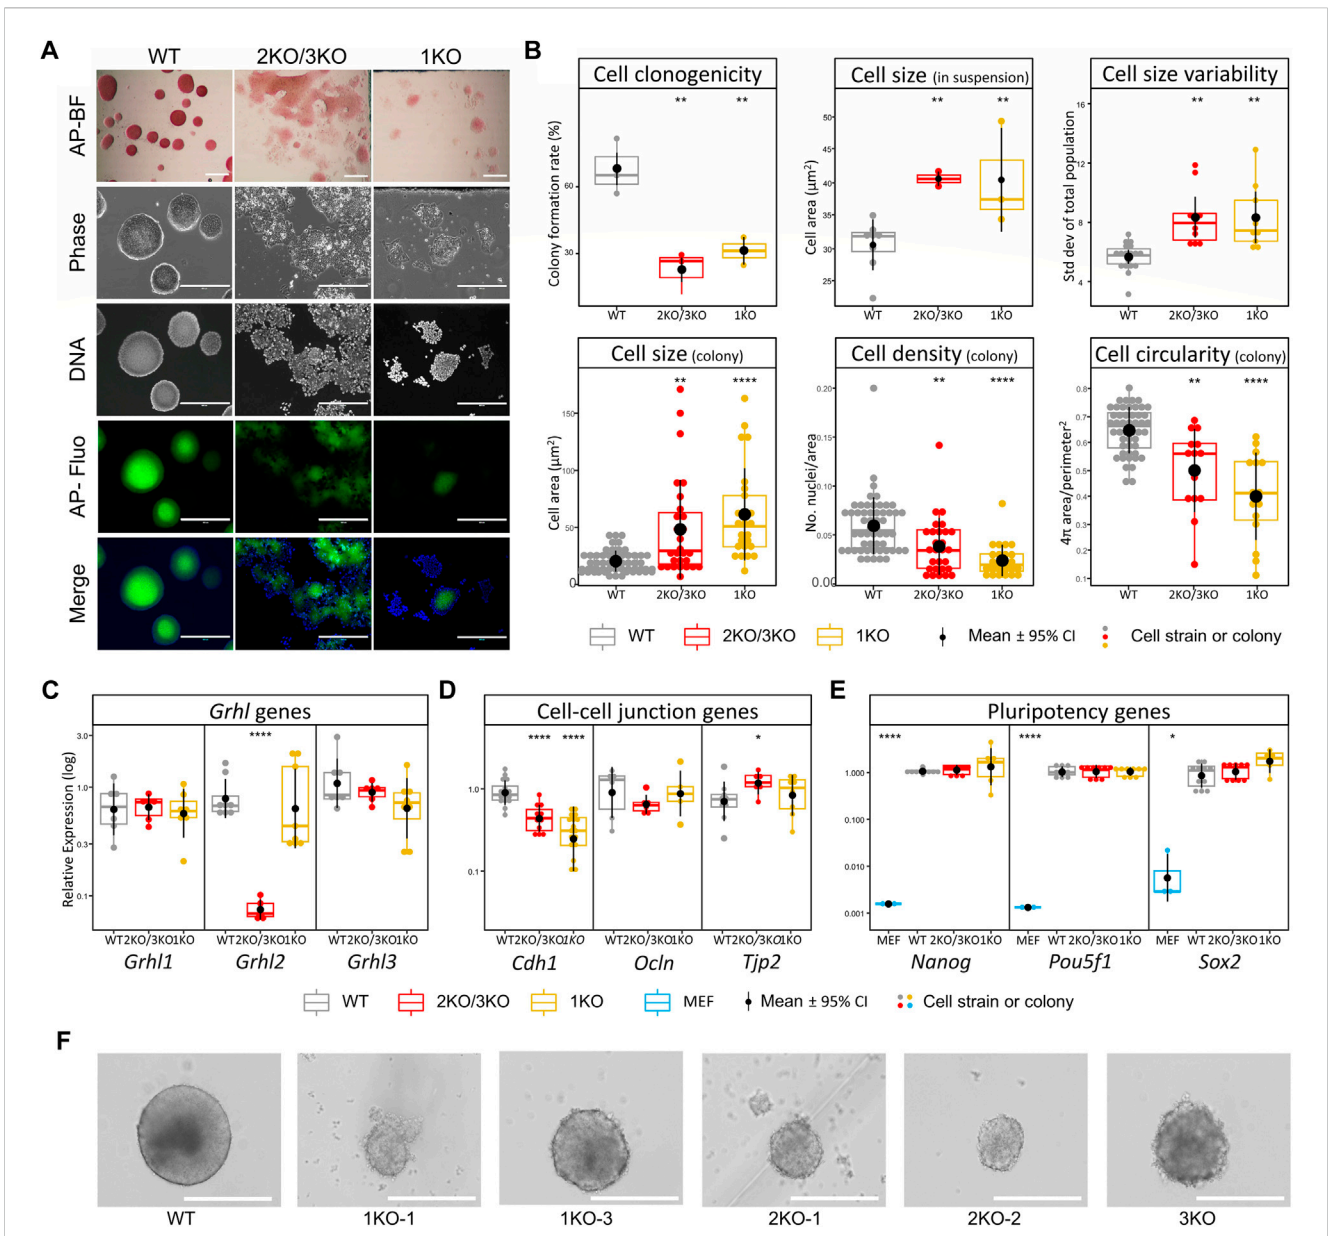 A
WT
2KO/3KO
1KO
AP-BF
Phase
DNA
AP- Fluo
Merge
B
Cell clonogenicity
**
**
Colony formation rate (%)
60
30
WT
2KO/3KO
1KO
Cell size (in suspension)
**
**
Cell area (μm²)
50
45
40
35
30
25
WT
2KO/3KO
1KO
Cell size variability
**
**
Std dev of total population
16
12
8
4
WT
2KO/3KO
1KO
Cell size (colony)
**
****
Cell area (μm²)
150
100
50
0
WT
2KO/3KO
1KO
Cell density (colony)
**
****
No. nuclei/area
0.20
0.15
0.10
0.05
0.00
WT
2KO/3KO
1KO
Cell circularity (colony)
**
****
4π area/perimeter²
0.8
0.7
0.6
0.5
0.4
0.3
0.2
0.1
WT
2KO/3KO
1KO
WT
2KO/3KO
1KO
Mean ± 95% CI
Cell strain or colony
C
Grhl genes
****
Relative Expression (log)
3.0
1.0
0.3
0.1
WT2KO/3KO1KO
WT2KO/3KO1KO
WT2KO/3KO1KO
Grhl1
Grhl2
Grhl3
D
Cell-cell junction genes
****
****
*
1.0
0.1
WT2KO/3KO1KO
WT2KO/3KO1KO
WT2KO/3KO1KO
Cdh1
Ocln
Tjp2
E
Pluripotency genes
****
****
*
1.000
0.100
0.010
0.001
MEF WT 2KO/3KO 1KO
MEF WT 2KO/3KO 1KO
MEF WT 2KO/3KO 1KO
Nanog
Pou5f1
Sox2
WT
2KO/3KO
1KO
MEF
Mean ± 95% CI
Cell strain or colony
F
WT
1KO-1
1KO-3
2KO-1
2KO-2
3KO